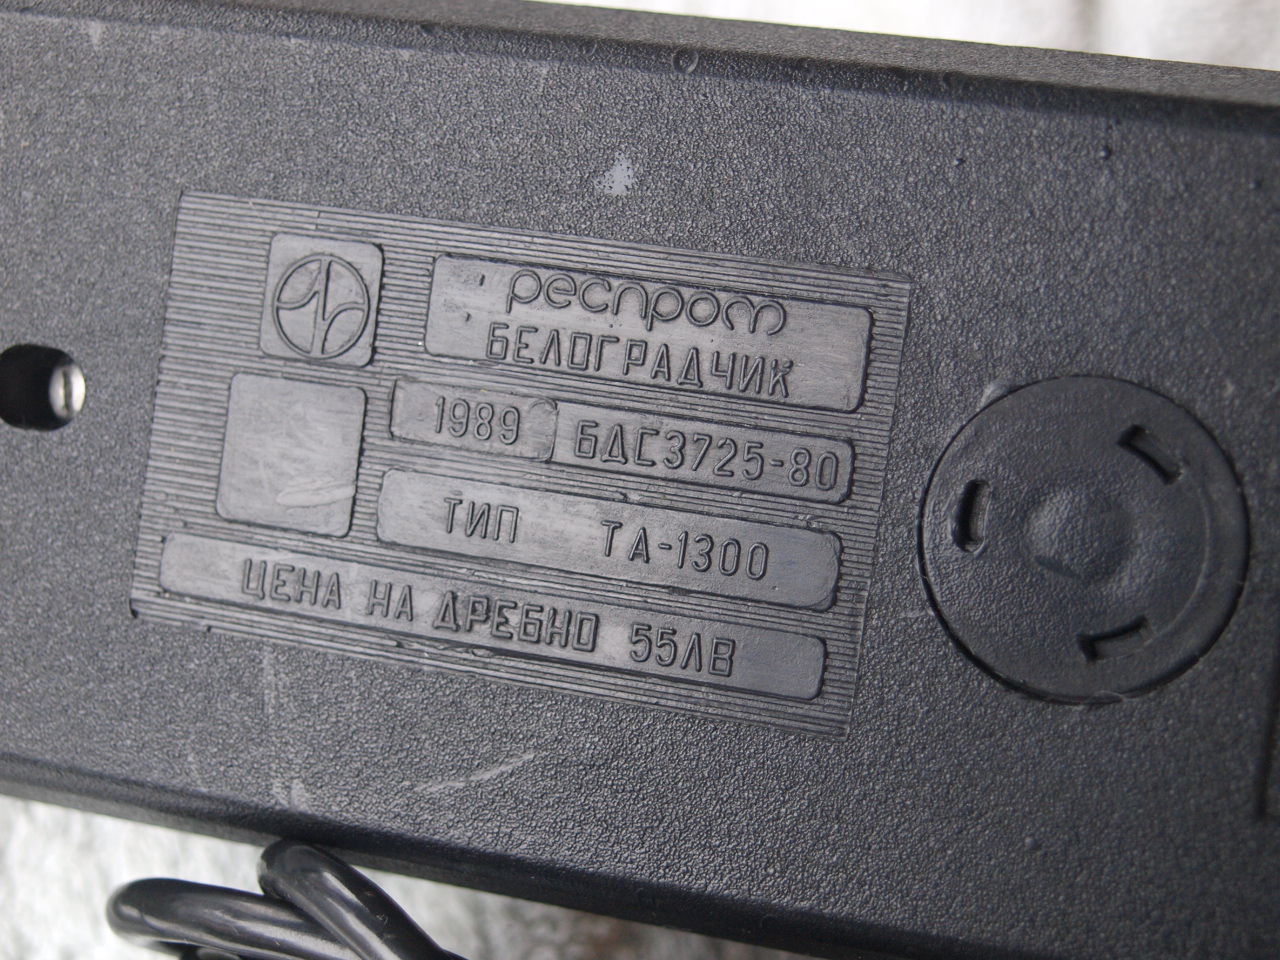 респром
БЕЛОГРАДЧИК
1989 БДС3725-80
ТИП ТА-1300
ЦЕНА НА ДРЕБНО 55ЛВ